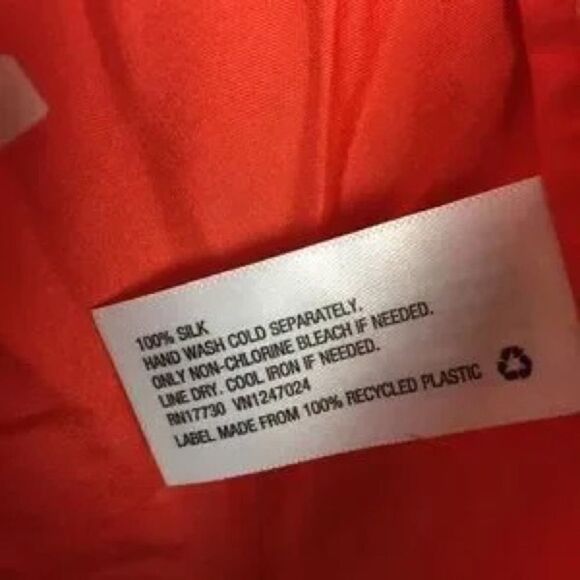 100% SILK
HAND WASH COLD SEPARATELY.
ONLY NON-CHLORINE BLEACH IF NEEDED.
LINE DRY. COOL IRON IF NEEDED.
RN17730 VN1247024
LABEL MADE FROM 100% RECYCLED PLASTIC